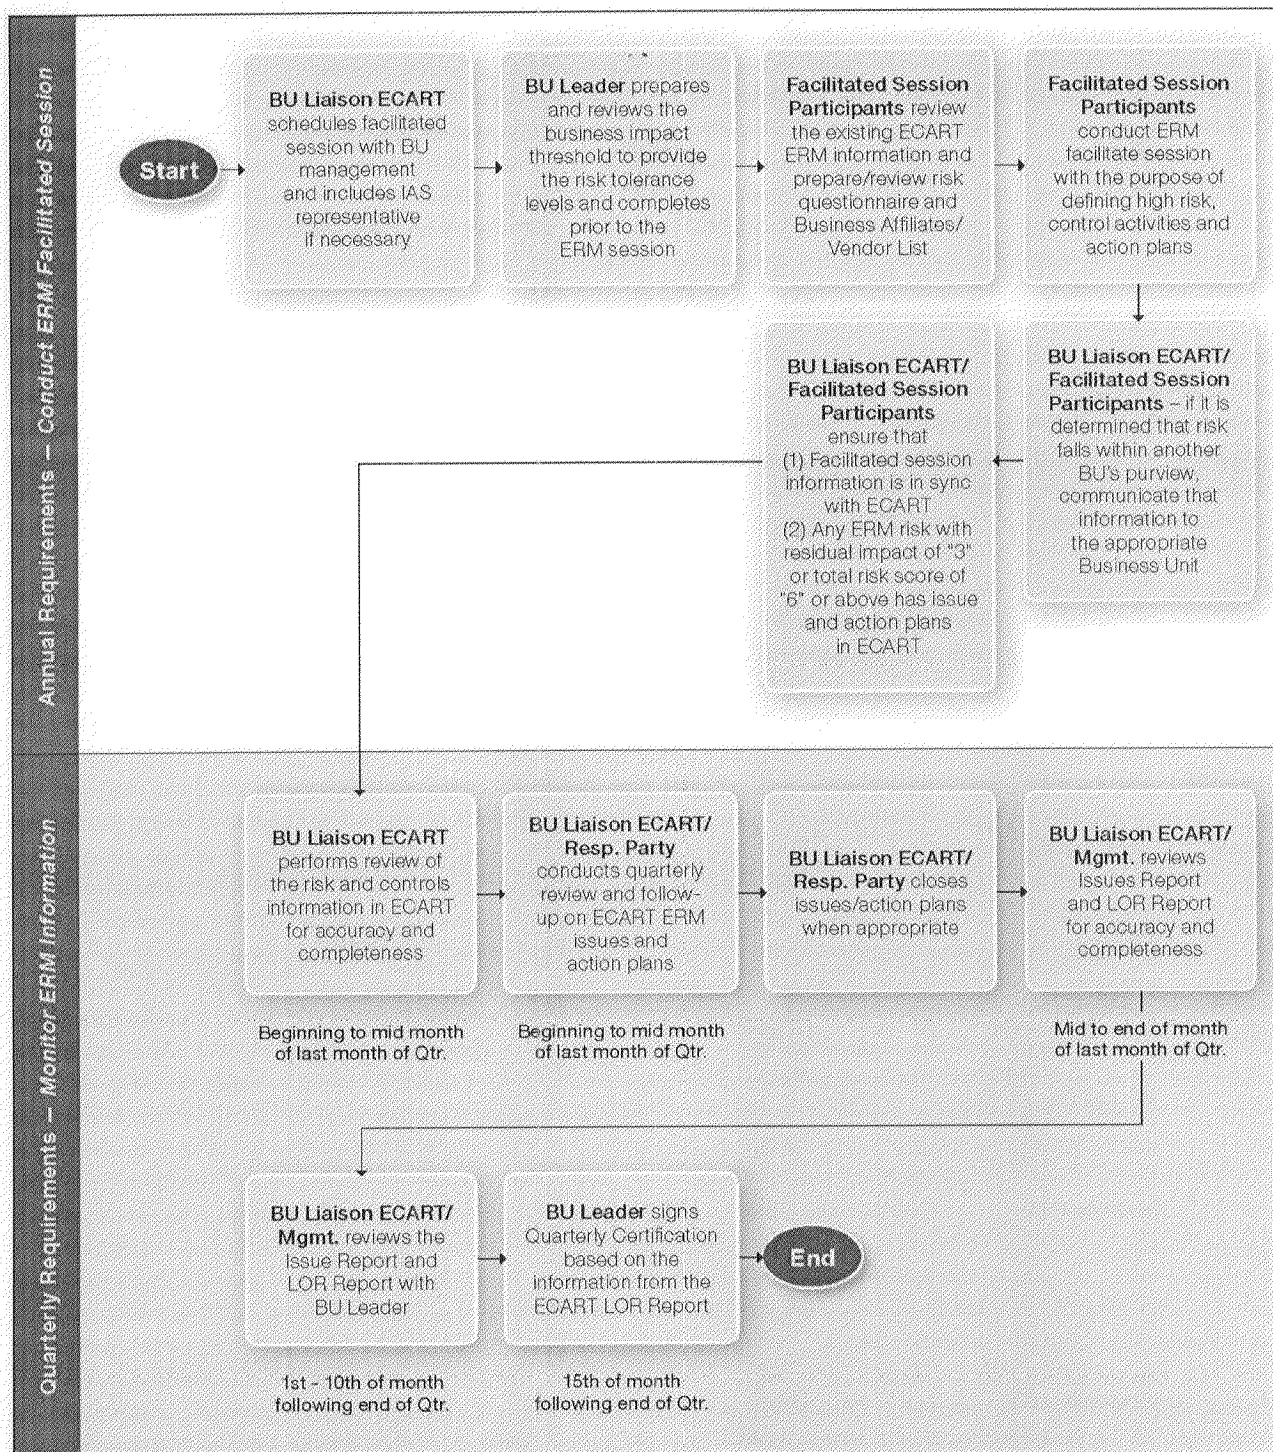 Annual Requirements — Conduct ERM Facilitated Session
Start
BU Liaison ECART
schedules facilitated
session with BU
management
and includes IAS
representative
if necessary
BU Leader prepares
and reviews the
business impact
threshold to provide
the risk tolerance
levels and completes
prior to the
ERM session
Facilitated Session
Participants review
the existing ECART
ERM information and
prepare/review risk
questionnaire and
Business Affiliates/
Vendor List
Facilitated Session
Participants
conduct ERM
facilitate session
with the purpose of
defining high risk,
control activities and
action plans
BU Liaison ECART/
Facilitated Session
Participants – if it is
determined that risk
falls within another
BU's purview,
communicate that
information to
the appropriate
Business Unit
BU Liaison ECART/
Facilitated Session
Participants
ensure that
(1) Facilitated session
information is in sync
with ECART
(2) Any ERM risk with
residual impact of "3"
or total risk score of
"6" or above has issue
and action plans
in ECART
Quarterly Requirements — Monitor ERM Information
BU Liaison ECART
performs review of
the risk and controls
information in ECART
for accuracy and
completeness
Beginning to mid month
of last month of Qtr.
BU Liaison ECART/
Resp. Party
conducts quarterly
review and follow-
up on ECART ERM
issues and
action plans
Beginning to mid month
of last month of Qtr.
BU Liaison ECART/
Resp. Party closes
issues/action plans
when appropriate
BU Liaison ECART/
Mgmt. reviews
Issues Report
and LOR Report
for accuracy and
completeness
Mid to end of month
of last month of Qtr.
BU Liaison ECART/
Mgmt. reviews the
Issue Report and
LOR Report with
BU Leader
1st - 10th of month
following end of Qtr.
BU Leader signs
Quarterly Certification
based on the
information from the
ECART LOR Report
15th of month
following end of Qtr.
End